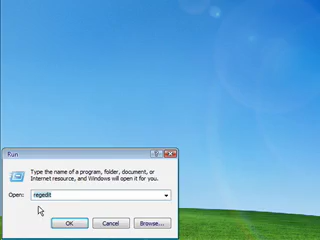 Run
Type the name of a program, folder, document, or
Internet resource, and Windows will open it for you.
Open: regedit
OK Cancel Browse...